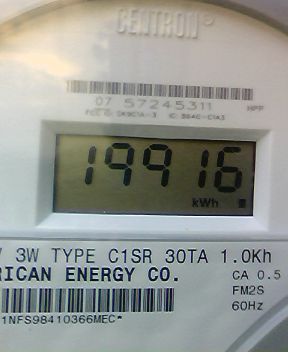 CENTRON
07 57245311
HPP
19916
kWh
3W TYPE C1SR 30TA 1.0Kh
RICAN ENERGY CO.
CA 0.5
FM2S
60Hz
1NFS98410366MEC*